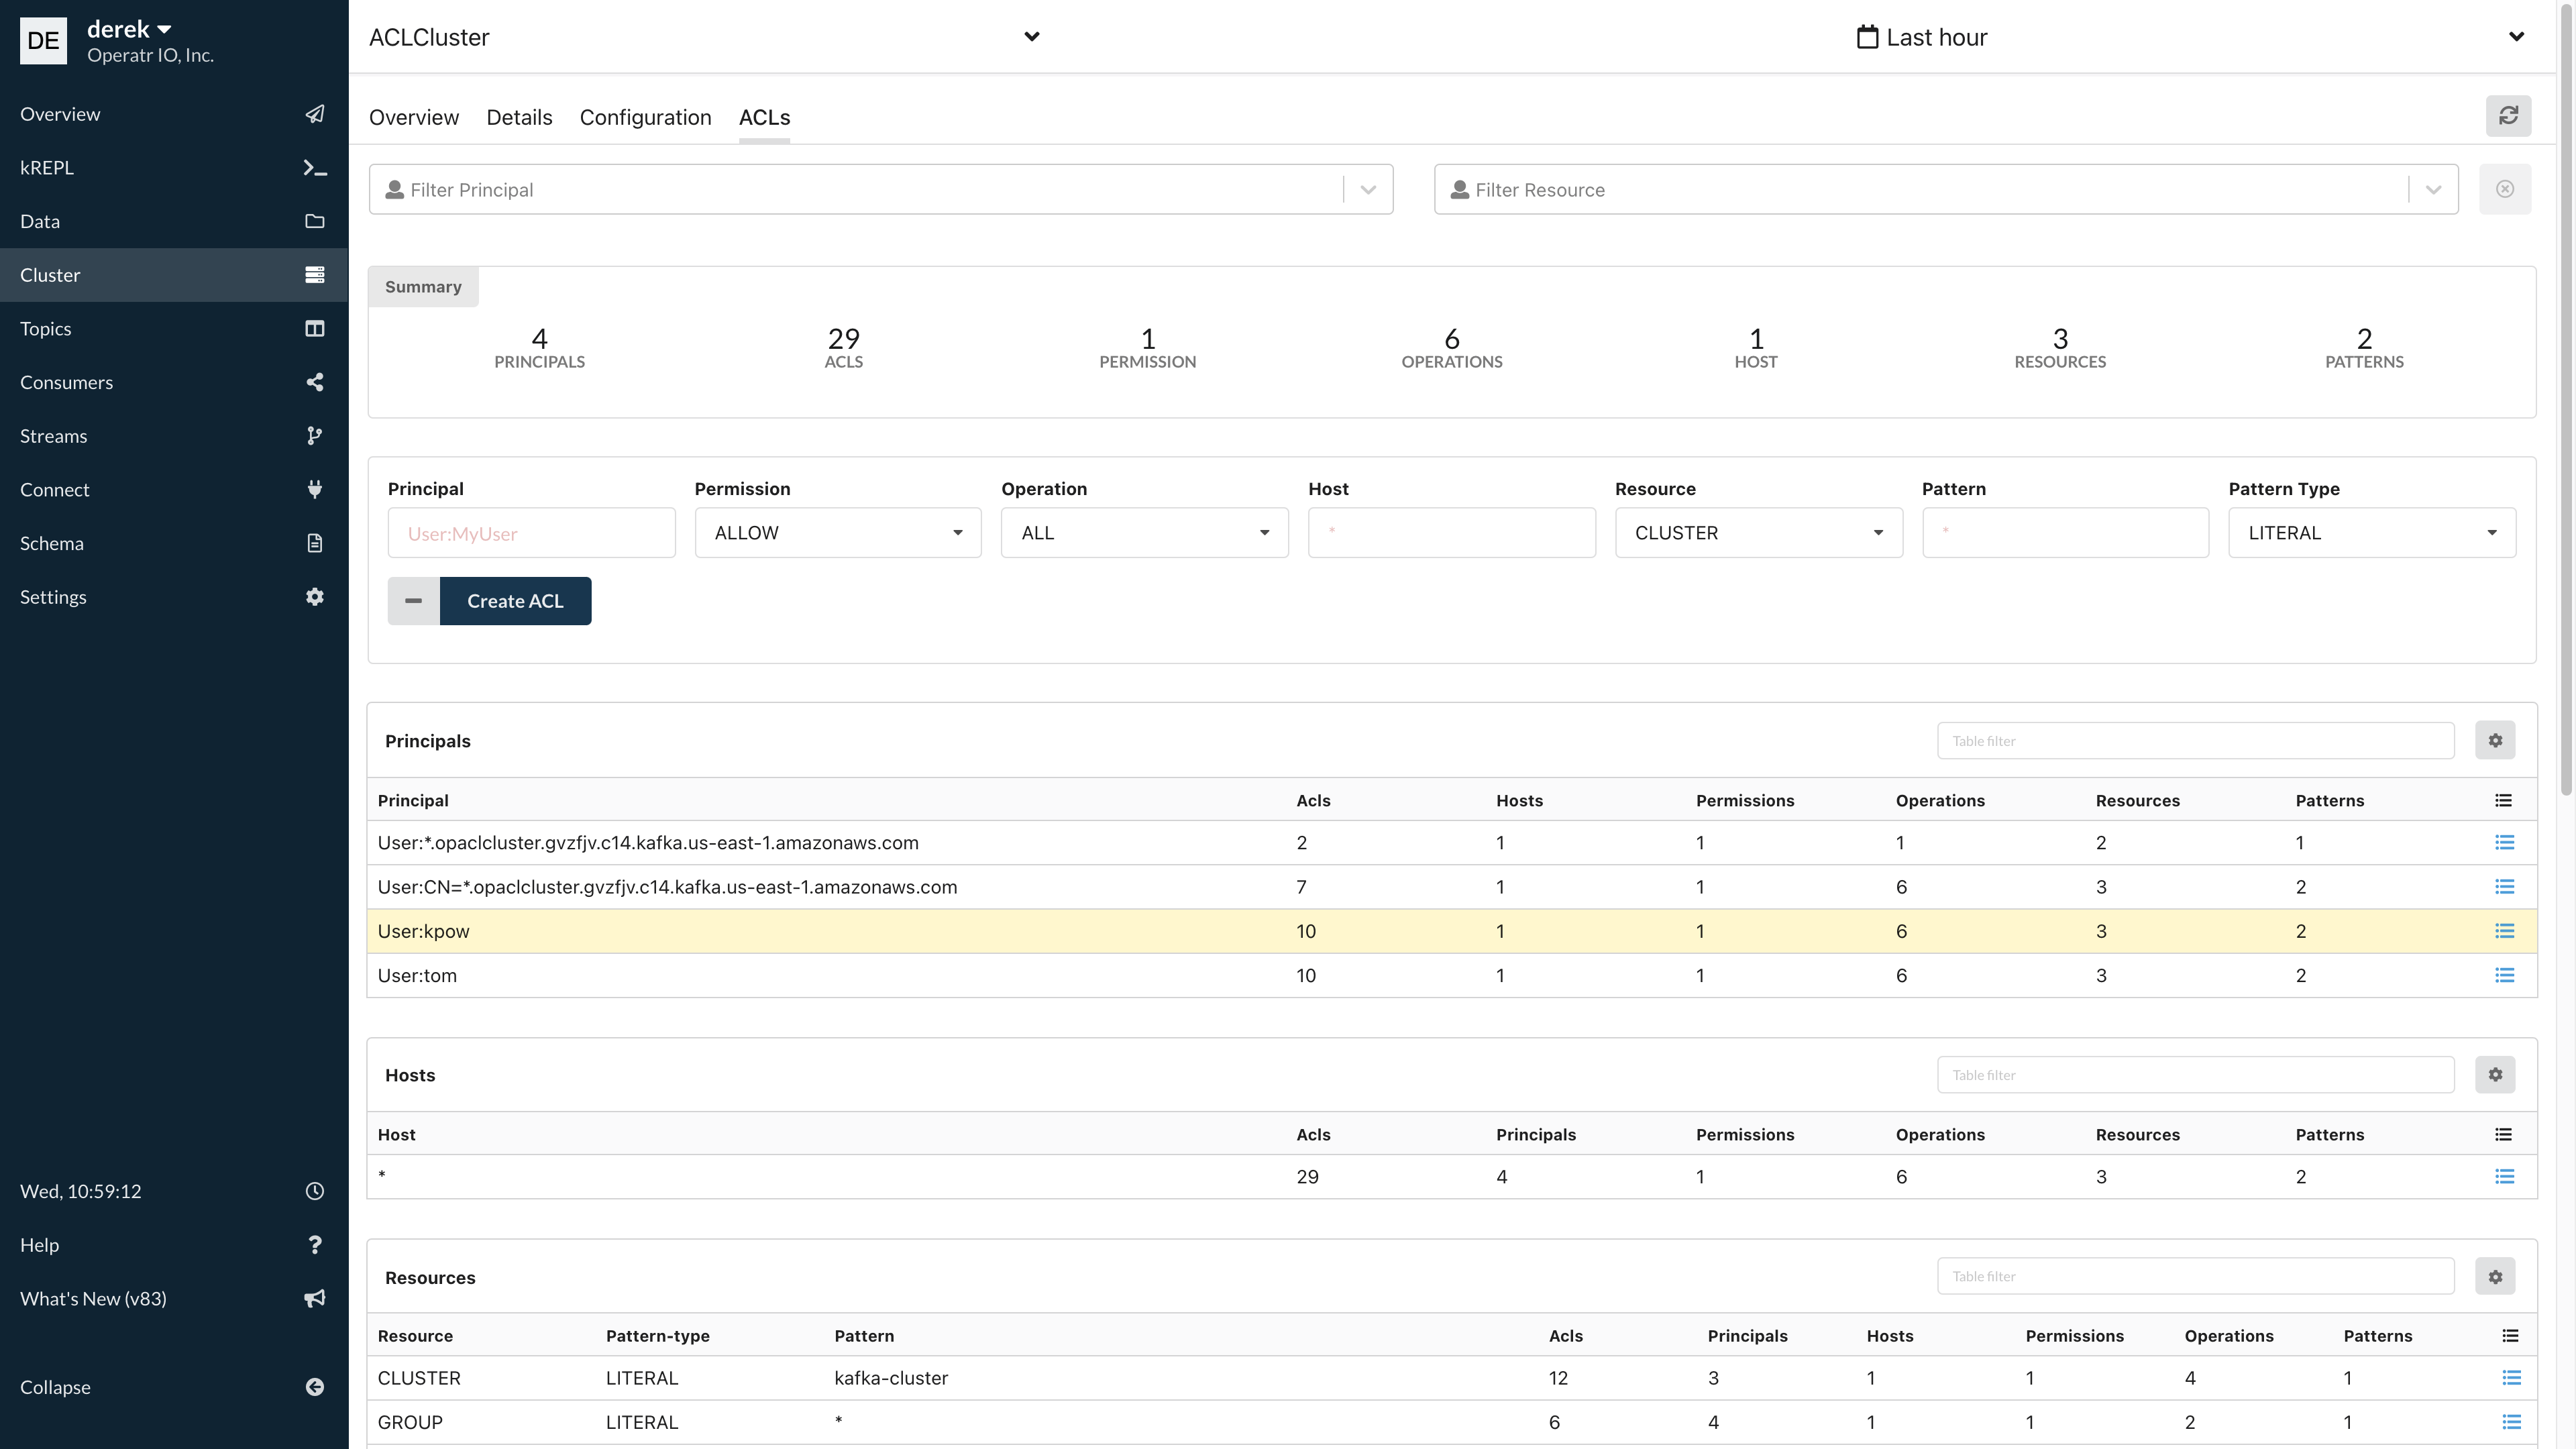 DE
derek
Operatr IO, Inc.
Overview
kREPL
Data
Cluster
Topics
Consumers
Streams
Connect
Schema
Settings
Wed, 10:59:12
Help
What's New (v83)
Collapse
ACLCluster
Last hour
Overview Details Configuration ACLs
Filter Principal
Filter Resource
Summary
4 29 1 6 1 3 2
PRINCIPALS ACLS PERMISSION OPERATIONS HOST RESOURCES PATTERNS
Principal Permission Operation Host Resource Pattern Pattern Type
User:MyUser ALLOW ALL * CLUSTER * LITERAL
Create ACL
Principals Table filter
Principal Acls Hosts Permissions Operations Resources Patterns
User:*.opaclcluster.gvzfjv.c14.kafka.us-east-1.amazonaws.com 2 1 1 1 2 1
User:CN=*.opaclcluster.gvzfjv.c14.kafka.us-east-1.amazonaws.com 7 1 1 6 3 2
User:kpow 10 1 1 6 3 2
User:tom 10 1 1 6 3 2
Hosts Table filter
Host Acls Principals Permissions Operations Resources Patterns
* 29 4 1 6 3 2
Resources Table filter
Resource Pattern-type Pattern Acls Principals Hosts Permissions Operations Patterns
CLUSTER LITERAL kafka-cluster 12 3 1 1 4 1
GROUP LITERAL * 6 4 1 1 2 1